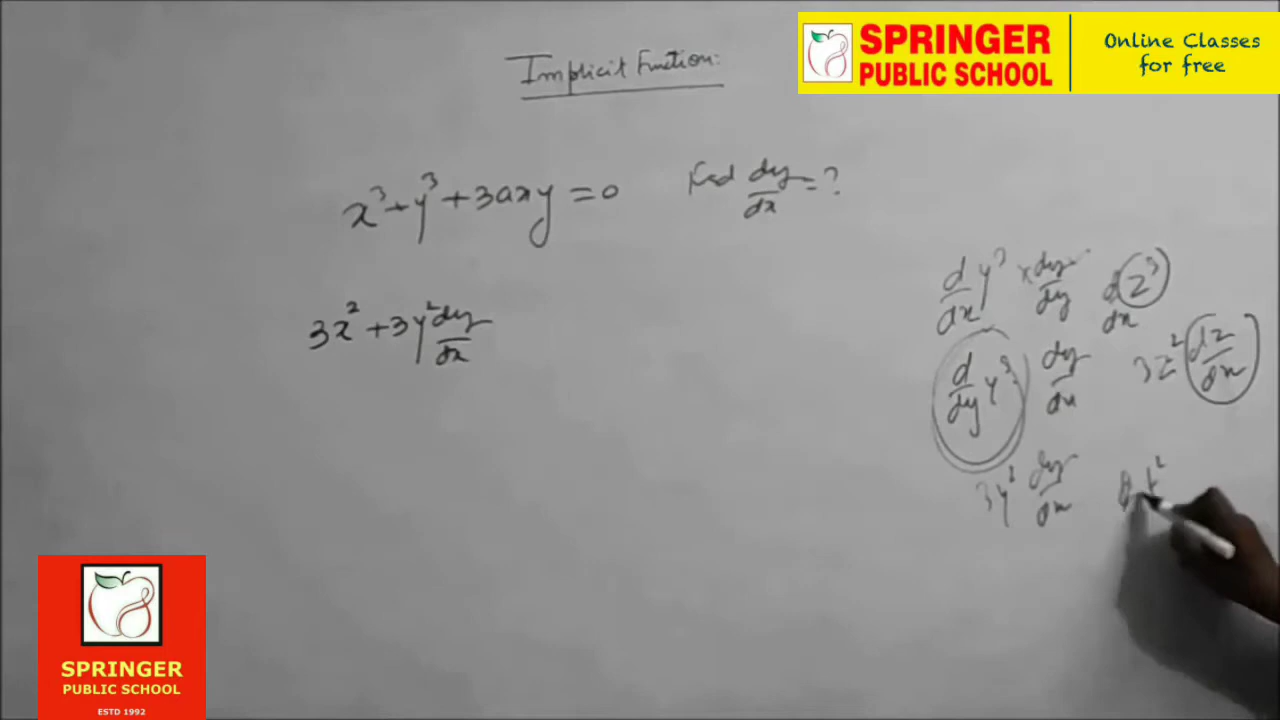 SPRINGER
PUBLIC SCHOOL
Online Classes
for free
Implicit Function:
x³ + y³ + 3axy = 0 Find dy/dx = ?
3x² + 3y² dy/dx
d/dx y³ × dy/dy d/dx z³
d/dy y³ dy/dx 3z² dz/dx
3y² dy/dx
SPRINGER
PUBLIC SCHOOL
ESTD 1992